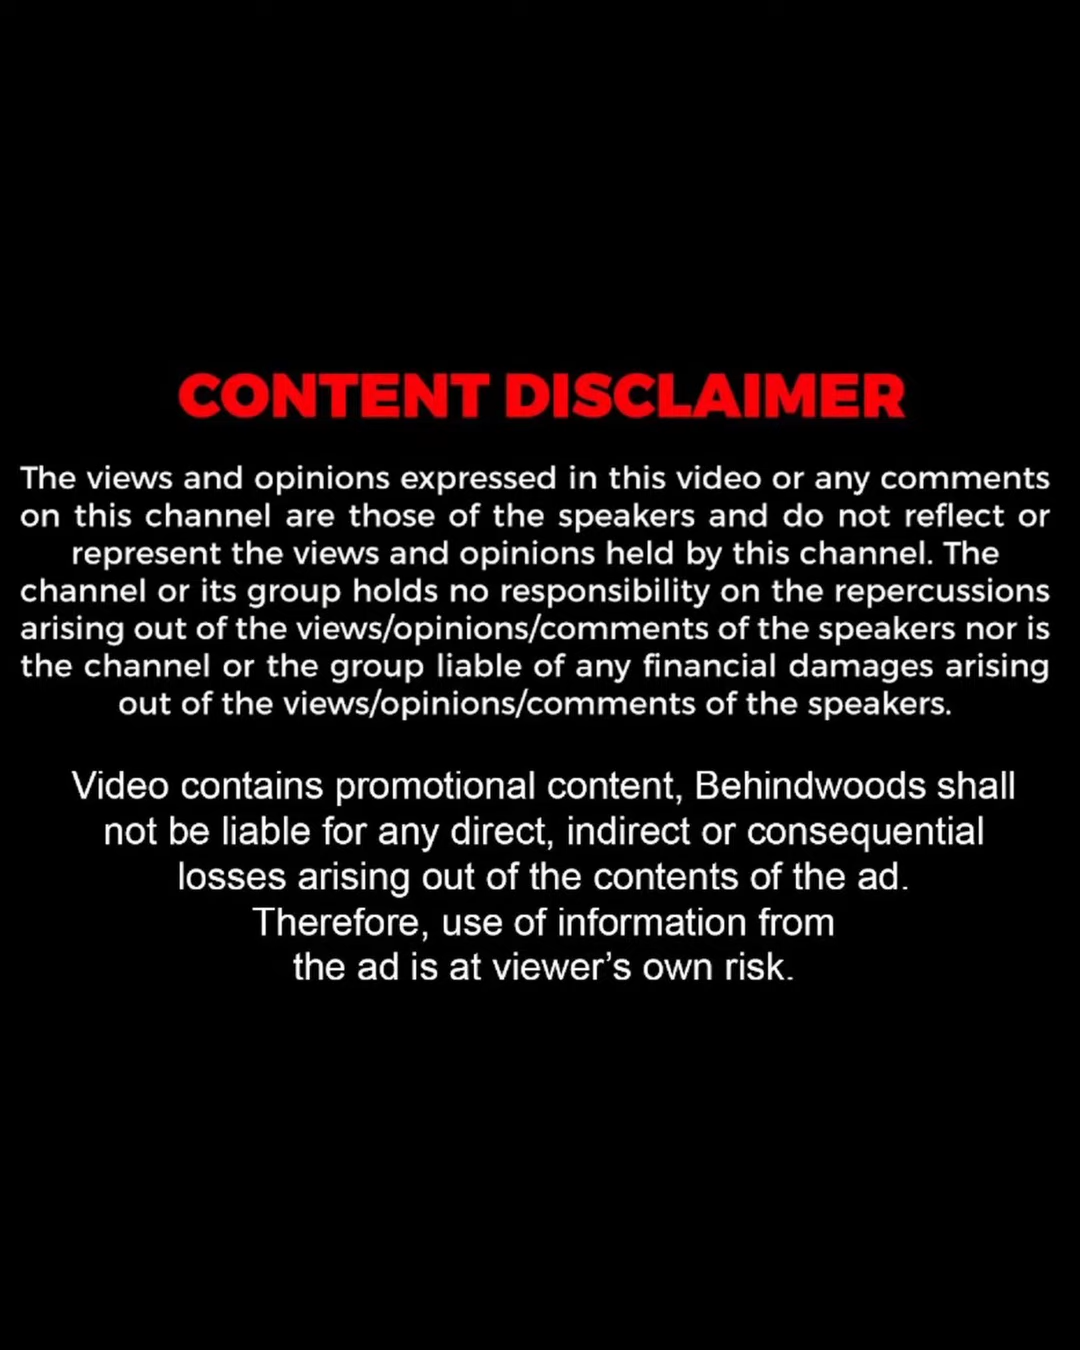 CONTENT DISCLAIMER
The views and opinions expressed in this video or any comments
on this channel are those of the speakers and do not reflect or
represent the views and opinions held by this channel. The
channel or its group holds no responsibility on the repercussions
arising out of the views/opinions/comments of the speakers nor is
the channel or the group liable of any financial damages arising
out of the views/opinions/comments of the speakers.
Video contains promotional content, Behindwoods shall
not be liable for any direct, indirect or consequential
losses arising out of the contents of the ad.
Therefore, use of information from
the ad is at viewer’s own risk.